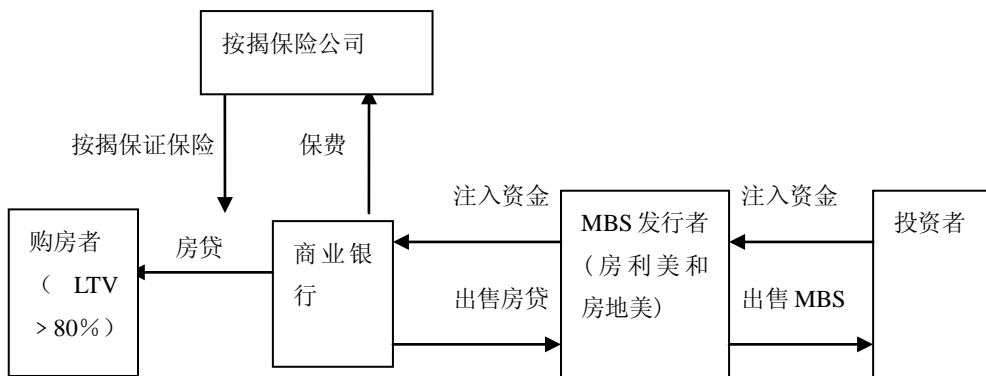 按揭保险公司
按揭保证保险
保费
购房者
（ LTV
﹥80％）
房贷
商业银
行
注入资金
出售房贷
MBS 发行者
（房利美和
房地美）
注入资金
出售 MBS
投资者